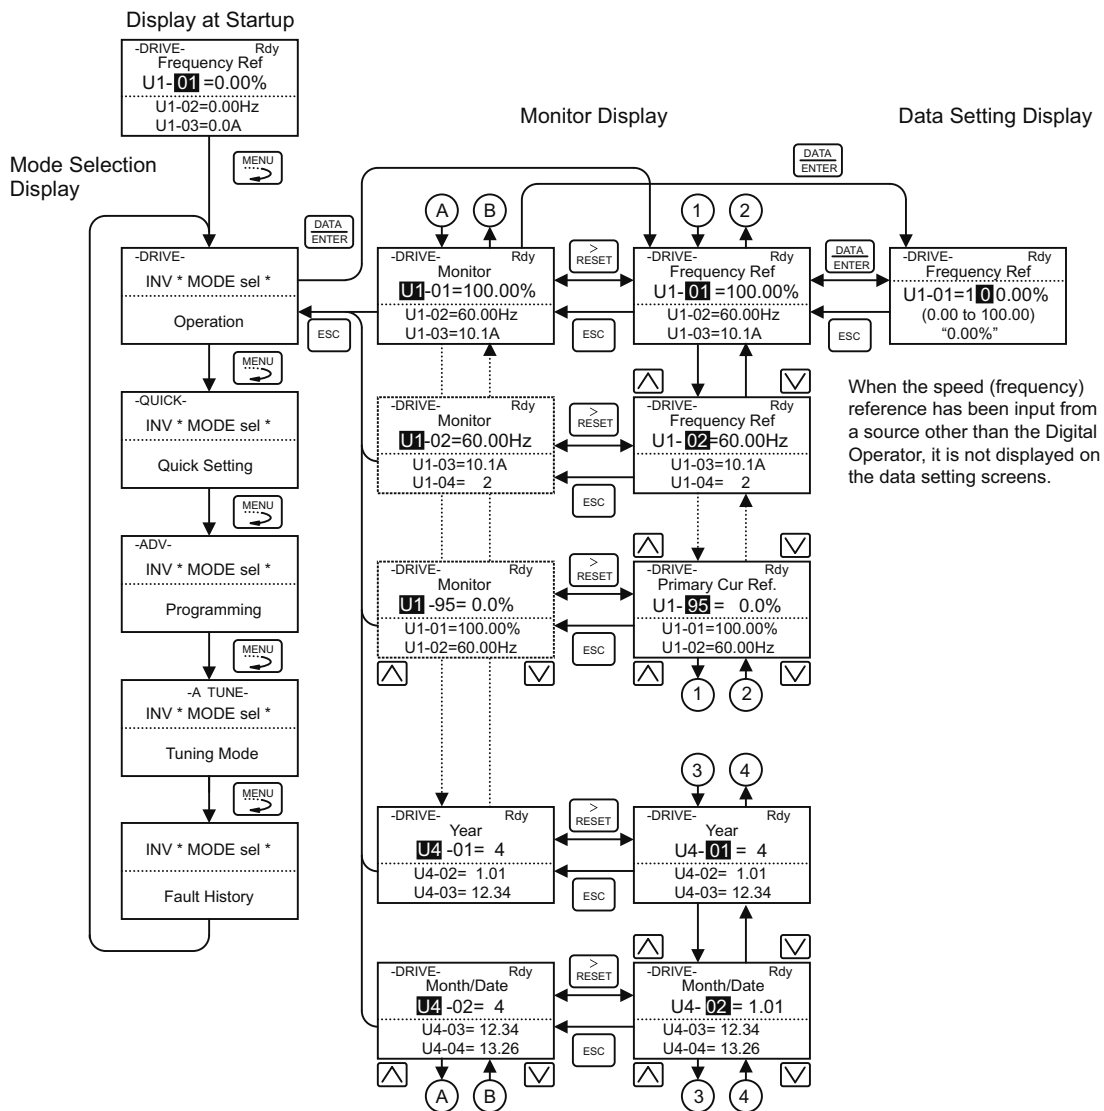 Display at Startup
-DRIVE- Rdy
Frequency Ref
U1-01 =0.00%
U1-02=0.00Hz
U1-03=0.0A
Mode Selection
Display
MENU
Monitor Display
Data Setting Display
DATA
ENTER
DATA
ENTER
A B
1 2
-DRIVE-
INV * MODE sel *
Operation
-DRIVE- Rdy
Monitor
U1-01=100.00%
U1-02=60.00Hz
U1-03=10.1A
>
RESET
ESC
ESC
-DRIVE- Rdy
Frequency Ref
U1-01 =100.00%
U1-02=60.00Hz
U1-03=10.1A
DATA
ENTER
ESC
-DRIVE- Rdy
Frequency Ref
U1-01=100.00%
(0.00 to 100.00)
“0.00%”
MENU
-QUICK-
INV * MODE sel *
Quick Setting
-DRIVE- Rdy
Monitor
U1-02=60.00Hz
U1-03=10.1A
U1-04= 2
>
RESET
ESC
-DRIVE- Rdy
Frequency Ref
U1-02=60.00Hz
U1-03=10.1A
U1-04= 2
When the speed (frequency)
reference has been input from
a source other than the Digital
Operator, it is not displayed on
the data setting screens.
MENU
-ADV-
INV * MODE sel *
Programming
-DRIVE- Rdy
Monitor
U1 -95= 0.0%
U1-01=100.00%
U1-02=60.00Hz
>
RESET
ESC
-DRIVE- Rdy
Primary Cur Ref.
U1-95 = 0.0%
U1-01=100.00%
U1-02=60.00Hz
1 2
MENU
-A TUNE-
INV * MODE sel *
Tuning Mode
3 4
MENU
INV * MODE sel *
Fault History
-DRIVE- Rdy
Year
U4 -01= 4
U4-02= 1.01
U4-03= 12.34
>
RESET
ESC
-DRIVE- Rdy
Year
U4-01 = 4
U4-02= 1.01
U4-03= 12.34
-DRIVE- Rdy
Month/Date
U4 -02= 4
U4-03= 12.34
U4-04= 13.26
>
RESET
ESC
-DRIVE- Rdy
Month/Date
U4- 02 = 1.01
U4-03= 12.34
U4-04= 13.26
A B
3 4